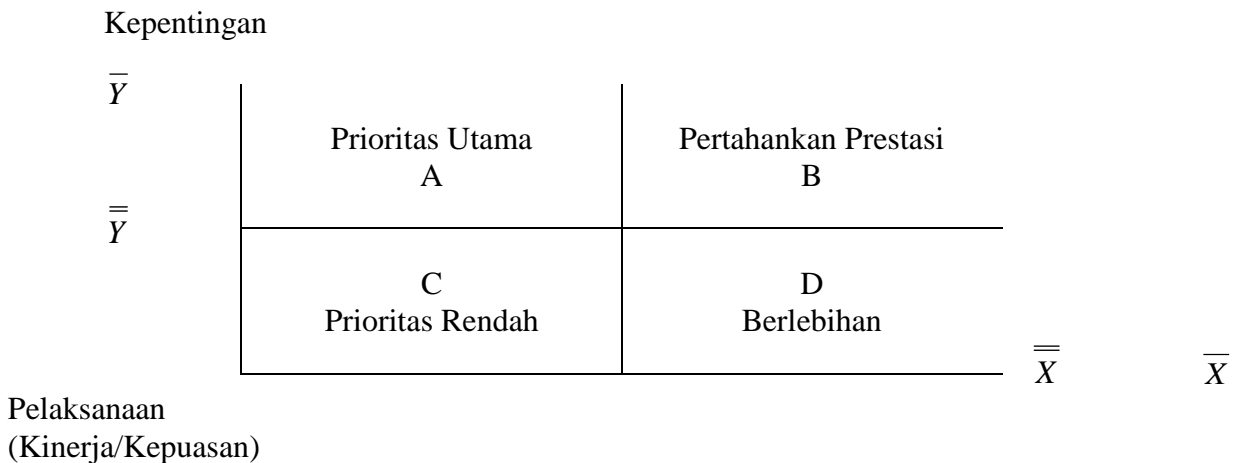 Kepentingan
Y̅
Prioritas Utama Pertahankan Prestasi
A B
Y̿
C D
Prioritas Rendah Berlebihan
X̿ X̅
Pelaksanaan
(Kinerja/Kepuasan)